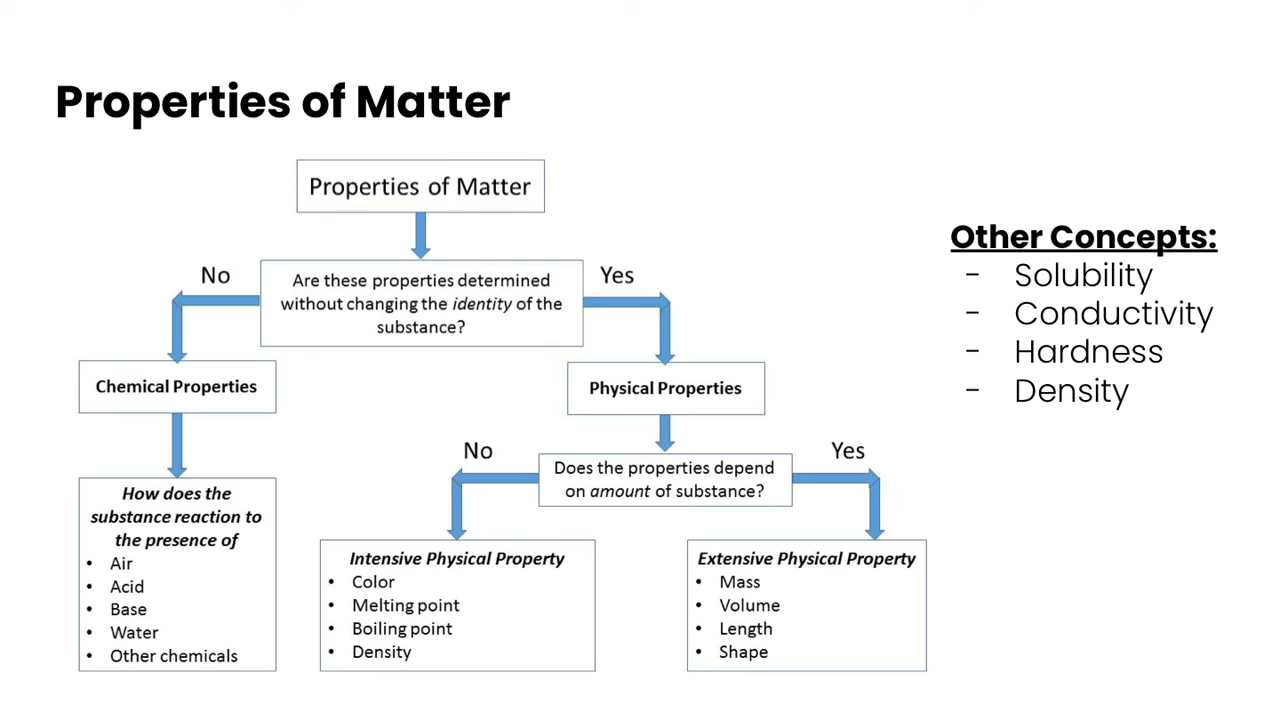 Properties of Matter
Properties of Matter
No
Are these properties determined
without changing the identity of the
substance?
Yes
Chemical Properties
Physical Properties
How does the
substance reaction to
the presence of
• Air
• Acid
• Base
• Water
• Other chemicals
No
Does the properties depend
on amount of substance?
Yes
Intensive Physical Property
• Color
• Melting point
• Boiling point
• Density
Extensive Physical Property
• Mass
• Volume
• Length
• Shape
Other Concepts:
- Solubility
- Conductivity
- Hardness
- Density